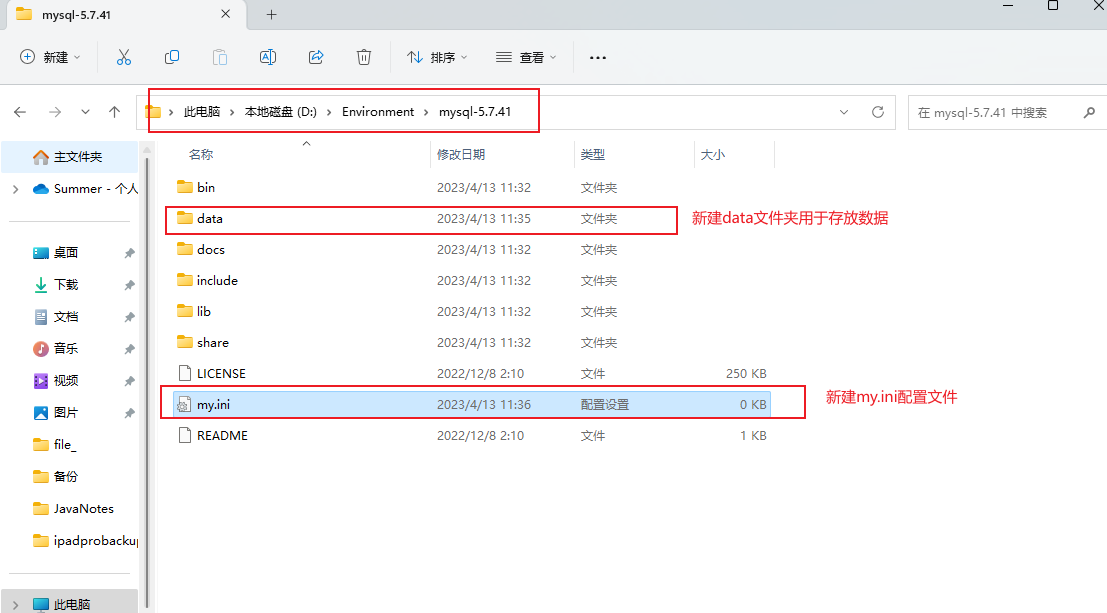 mysql-5.7.41
新建
排序
查看
此电脑 › 本地磁盘 (D:) › Environment › mysql-5.7.41
在 mysql-5.7.41 中搜索
名称 修改日期 类型 大小
主文件夹
Summer - 个人
桌面
下载
文档
音乐
视频
图片
file_
备份
JavaNotes
ipadprobackup
此电脑
bin 2023/4/13 11:32 文件夹
data 2023/4/13 11:35 文件夹
新建data文件夹用于存放数据
docs 2023/4/13 11:32 文件夹
include 2023/4/13 11:32 文件夹
lib 2023/4/13 11:32 文件夹
share 2023/4/13 11:32 文件夹
LICENSE 2022/12/8 2:10 文件 250 KB
my.ini 2023/4/13 11:36 配置设置 0 KB
新建my.ini配置文件
README 2022/12/8 2:10 文件 1 KB